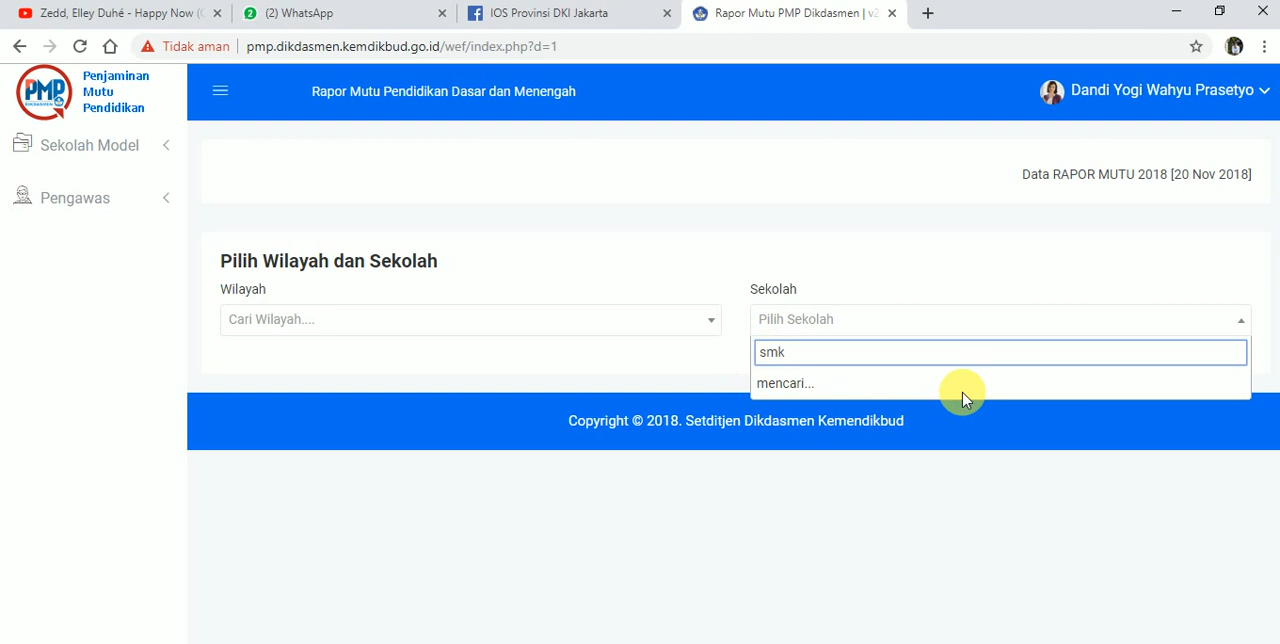 Zedd, Elley Duhé - Happy Now (
(2) WhatsApp
IOS Provinsi DKI Jakarta
Rapor Mutu PMP Dikdasmen | v2
Tidak aman
pmp.dikdasmen.kemdikbud.go.id/wef/index.php?d=1
PMP
DIKDASMEN
Penjaminan
Mutu
Pendidikan
Rapor Mutu Pendidikan Dasar dan Menengah
Dandi Yogi Wahyu Prasetyo
Sekolah Model
Pengawas
Data RAPOR MUTU 2018 [20 Nov 2018]
Pilih Wilayah dan Sekolah
Wilayah
Sekolah
Cari Wilayah....
Pilih Sekolah
smk
mencari...
Copyright © 2018. Setditjen Dikdasmen Kemendikbud